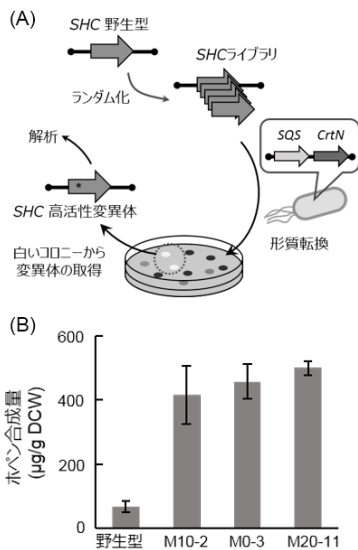 (A)
SHC 野生型
SHCライブラリ
ランダム化
解析
SQS
CrtN
SHC 高活性変異体
形質転換
白いコロニーから
変異体の取得
(B)
ホペン合成量
(μg/g DCW)
600
400
200
0
野生型
M10-2
M0-3
M20-11